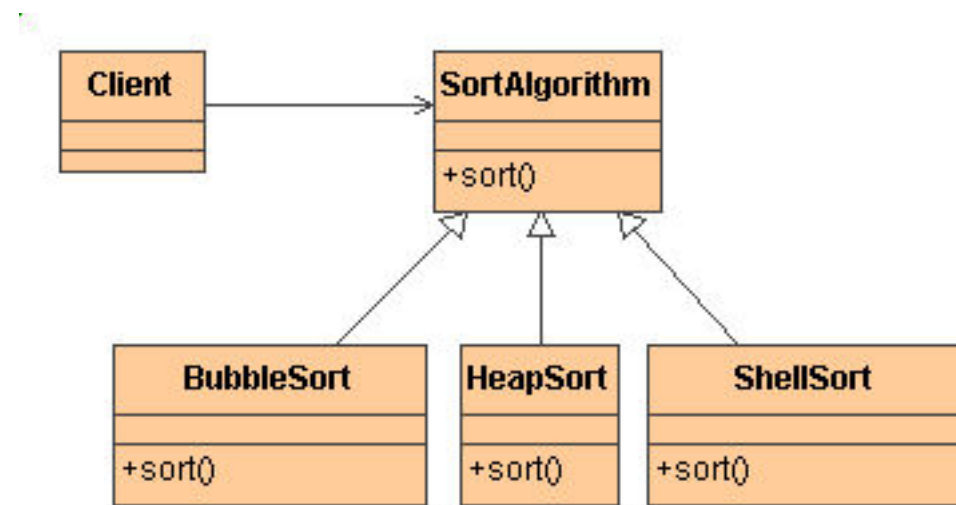 Client
SortAlgorithm
+sort()
BubbleSort
HeapSort
ShellSort
+sort()
+sort()
+sort()